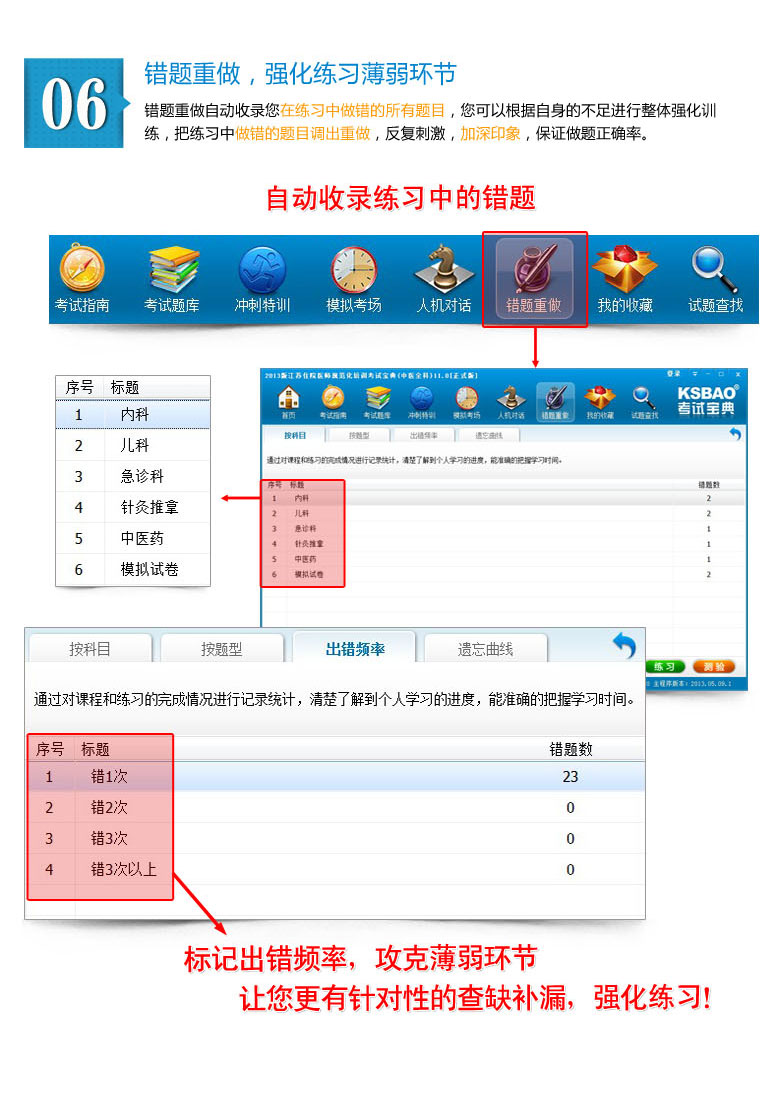 06
错题重做，强化练习薄弱环节
错题重做自动收录您在练习中做错的所有题目，您可以根据自身的不足进行整体强化训
练，把练习中做错的题目调出重做，反复刺激，加深印象，保证做题正确率。
自动收录练习中的错题
考试指南 考试题库 冲刺特训 模拟考场 人机对话 错题重做 我的收藏 试题查找
序号 标题
1 内科
2 儿科
3 急诊科
4 针灸推拿
5 中医药
6 模拟试卷
2013版江苏住院医师规范化培训考试宝典(中医全科)11.0[正式版] 登录
首页 考试指南 考试题库 冲刺特训 模拟考场 人机对话 错题重做 我的收藏 试题查找
KSBAO®
考试宝典
按科目 按题型 出错频率 遗忘曲线
通过对课程和练习的完成情况进行记录统计，清楚了解到个人学习的进度，能准确的把握学习时间。
序号 标题 错题数
1 内科 2
2 儿科 2
3 急诊科 1
4 针灸推拿 1
5 中医药 1
6 模拟试卷 2
练习 测验
主程序版本：2013.05.09.1
按科目 按题型 出错频率 遗忘曲线
通过对课程和练习的完成情况进行记录统计，清楚了解到个人学习的进度，能准确的把握学习时间。
序号 标题 错题数
1 错1次 23
2 错2次 0
3 错3次 0
4 错3次以上 0
标记出错频率，攻克薄弱环节
让您更有针对性的查缺补漏，强化练习!